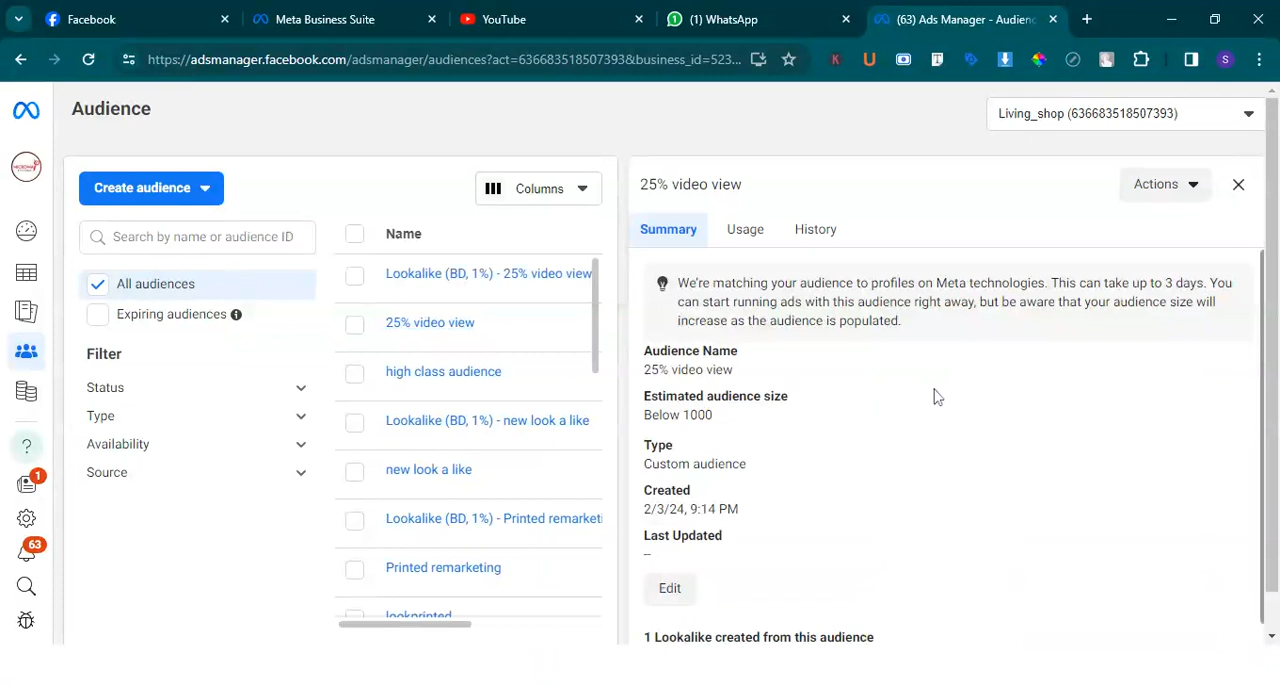 Facebook
Meta Business Suite
YouTube
(1) WhatsApp
(63) Ads Manager - Audienc
https://adsmanager.facebook.com/adsmanager/audiences?act=636683518507393&business_id=523...
Audience
Living_shop (636683518507393)
Create audience
Columns
Search by name or audience ID
All audiences
Expiring audiences
Filter
Status
Type
Availability
Source
Name
Lookalike (BD, 1%) - 25% video view
25% video view
high class audience
Lookalike (BD, 1%) - new look a like
new look a like
Lookalike (BD, 1%) - Printed remarketi
Printed remarketing
lookprinted
25% video view
Actions
Summary
Usage
History
We're matching your audience to profiles on Meta technologies. This can take up to 3 days. You
can start running ads with this audience right away, but be aware that your audience size will
increase as the audience is populated.
Audience Name
25% video view
Estimated audience size
Below 1000
Type
Custom audience
Created
2/3/24, 9:14 PM
Last Updated
--
Edit
1 Lookalike created from this audience
1
63